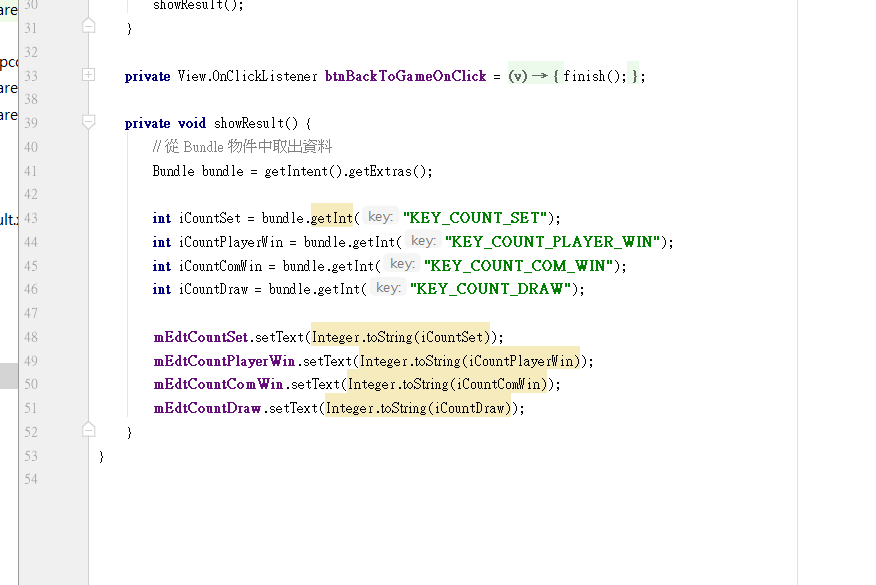 are
30 showResult();
31 }
32
pco
33 private View.OnClickListener btnBackToGameOnClick = (v) → { finish(); };
are
38
are
39 private void showResult() {
40 // 從 Bundle 物件中取出資料
41 Bundle bundle = getIntent().getExtras();
42
ult.x
43 int iCountSet = bundle.getInt( key: "KEY_COUNT_SET");
44 int iCountPlayerWin = bundle.getInt( key: "KEY_COUNT_PLAYER_WIN");
45 int iCountComWin = bundle.getInt( key: "KEY_COUNT_COM_WIN");
46 int iCountDraw = bundle.getInt( key: "KEY_COUNT_DRAW");
47
48 mEdtCountSet.setText(Integer.toString(iCountSet));
49 mEdtCountPlayerWin.setText(Integer.toString(iCountPlayerWin));
50 mEdtCountComWin.setText(Integer.toString(iCountComWin));
51 mEdtCountDraw.setText(Integer.toString(iCountDraw));
52 }
53 }
54